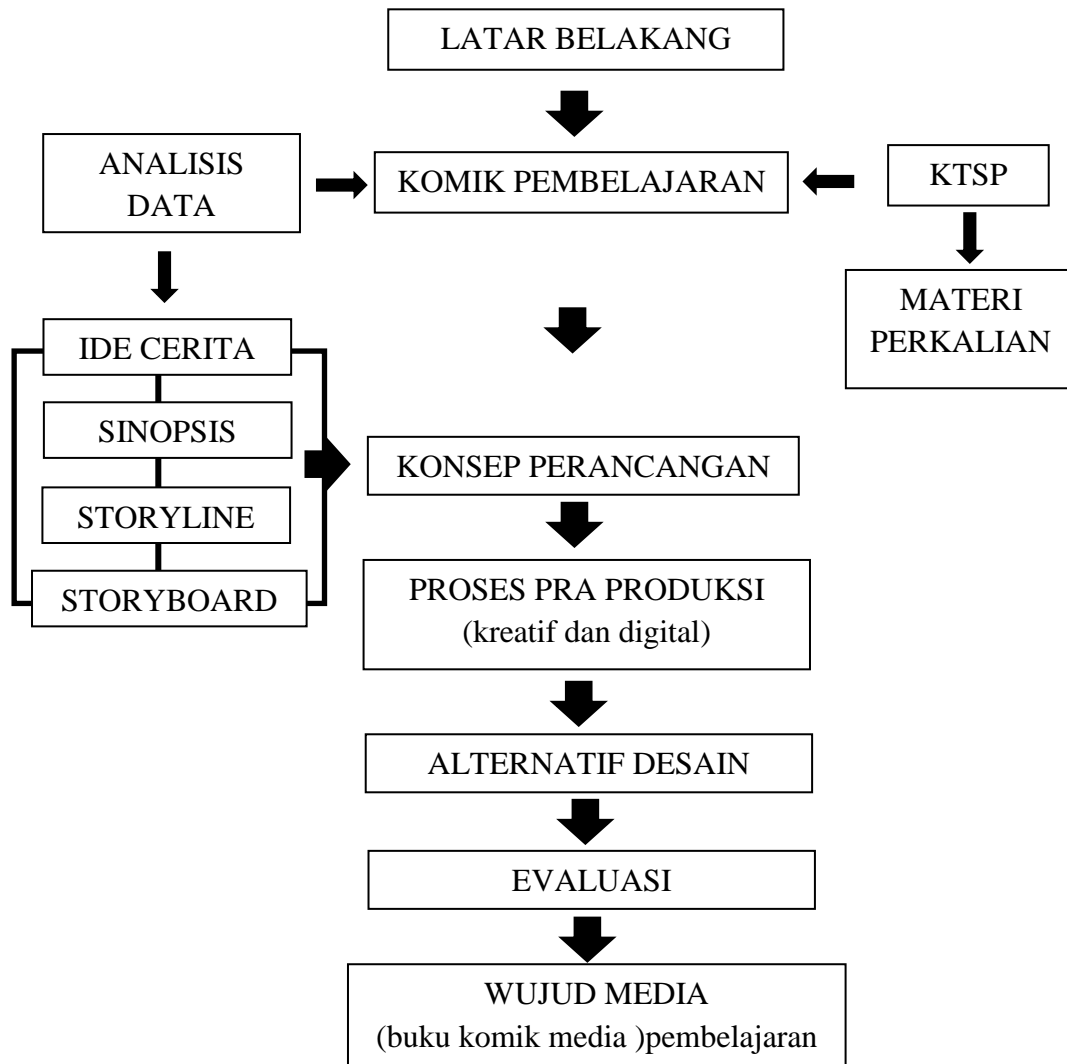 LATAR BELAKANG
ANALISIS
DATA
KOMIK PEMBELAJARAN
KTSP
MATERI
PERKALIAN
IDE CERITA
SINOPSIS
STORYLINE
STORYBOARD
KONSEP PERANCANGAN
PROSES PRA PRODUKSI
(kreatif dan digital)
ALTERNATIF DESAIN
EVALUASI
WUJUD MEDIA
(buku komik media )pembelajaran